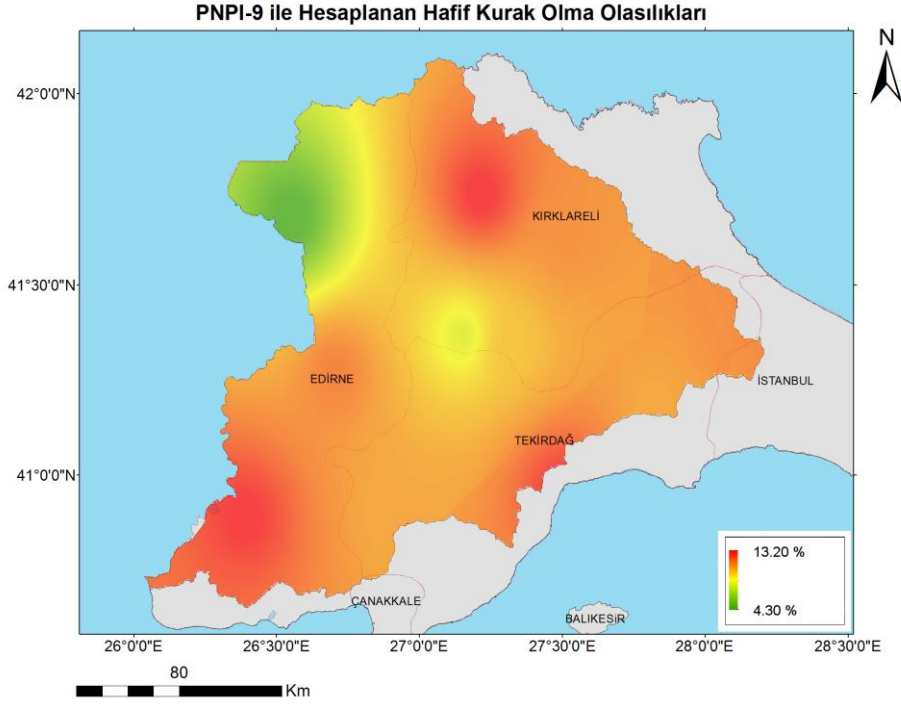 PNPI-9 ile Hesaplanan Hafif Kurak Olma Olasılıkları
N
42°0'0"N
41°30'0"N
41°0'0"N
KIRKLARELİ
EDİRNE
İSTANBUL
TEKİRDAĞ
ÇANAKKALE
BALIKESİR
13.20 %
4.30 %
26°0'0"E
26°30'0"E
27°0'0"E
27°30'0"E
28°0'0"E
28°30'0"E
80
Km